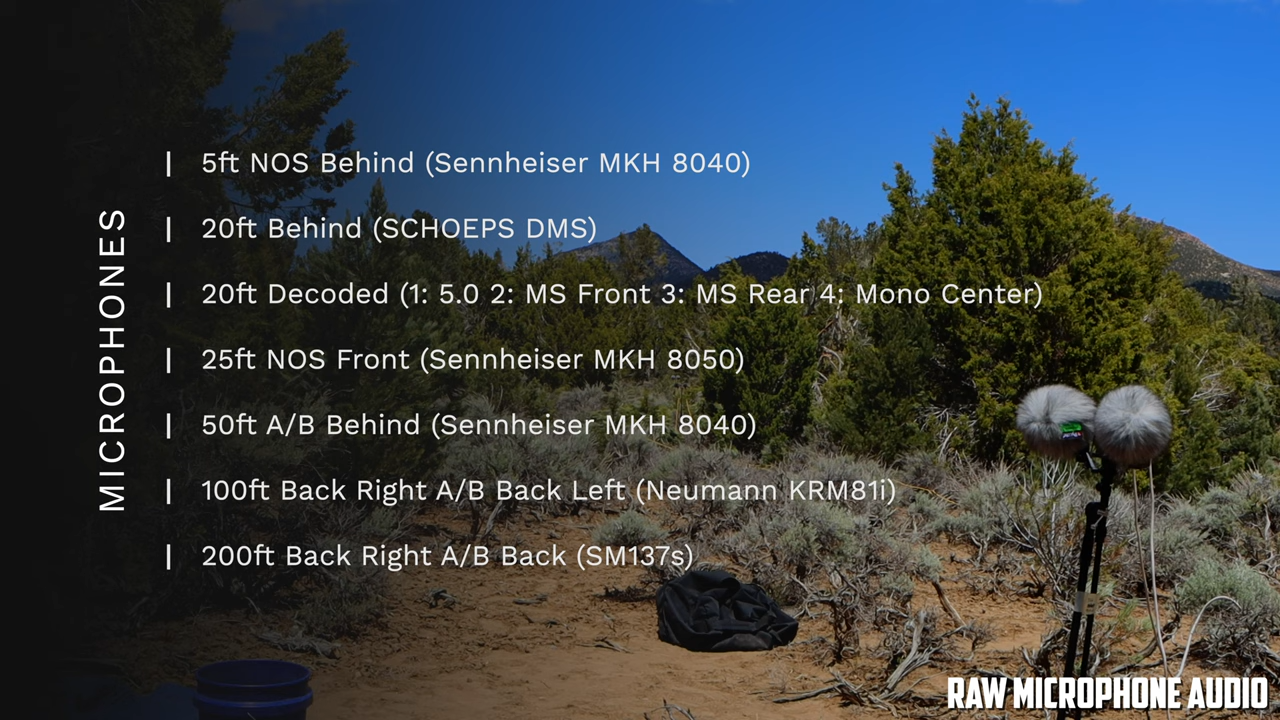 MICROPHONES
5ft NOS Behind (Sennheiser MKH 8040)
20ft Behind (SCHOEPS DMS)
20ft Decoded (1: 5.0 2: MS Front 3: MS Rear 4: Mono Center)
25ft NOS Front (Sennheiser MKH 8050)
50ft A/B Behind (Sennheiser MKH 8040)
100ft Back Right A/B Back Left (Neumann KRM81i)
200ft Back Right A/B Back (SM137s)
RAW MICROPHONE AUDIO